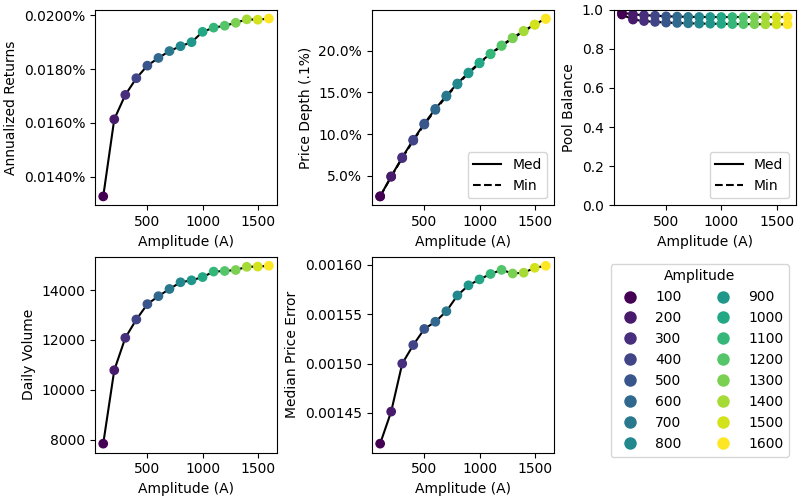 Annualized Returns
0.0200%
0.0180%
0.0160%
0.0140%
500 1000 1500
Amplitude (A)
Price Depth (.1%)
20.0%
15.0%
10.0%
5.0%
Med
Min
500 1000 1500
Amplitude (A)
Pool Balance
1.0
0.8
0.6
0.4
0.2
0.0
Med
Min
500 1000 1500
Amplitude (A)
Daily Volume
14000
12000
10000
8000
500 1000 1500
Amplitude (A)
Median Price Error
0.00160
0.00155
0.00150
0.00145
500 1000 1500
Amplitude (A)
Amplitude
100 900
200 1000
300 1100
400 1200
500 1300
600 1400
700 1500
800 1600